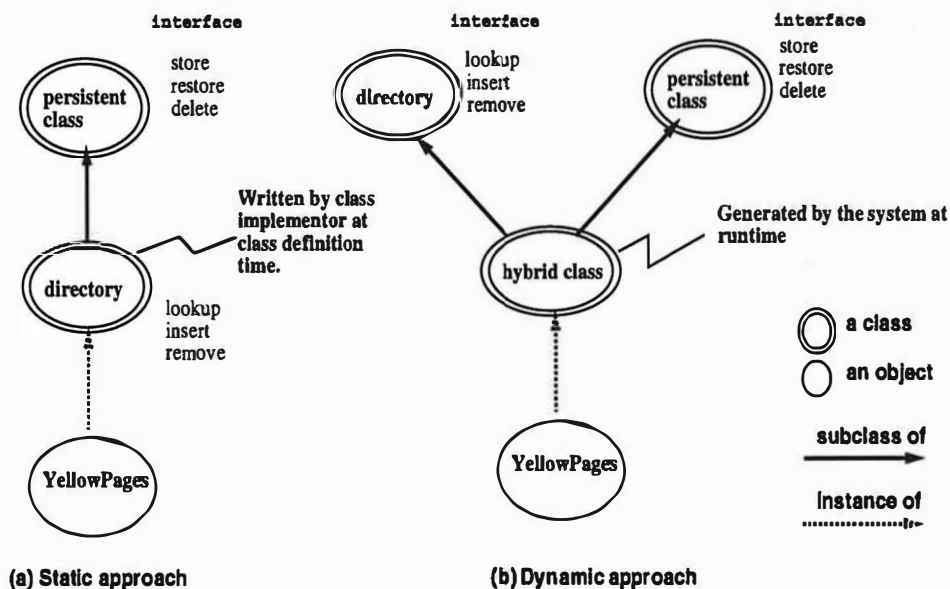 interface
store
restore
delete
persistent
class
Written by class
implementor at
class definition
time.
directory
lookup
insert
remove
YellowPages
(a) Static approach
interface
lookup
insert
remove
directory
interface
store
restore
delete
persistent
class
Generated by the system at
runtime
hybrid class
YellowPages
(b) Dynamic approach
a class
an object
subclass of
instance of